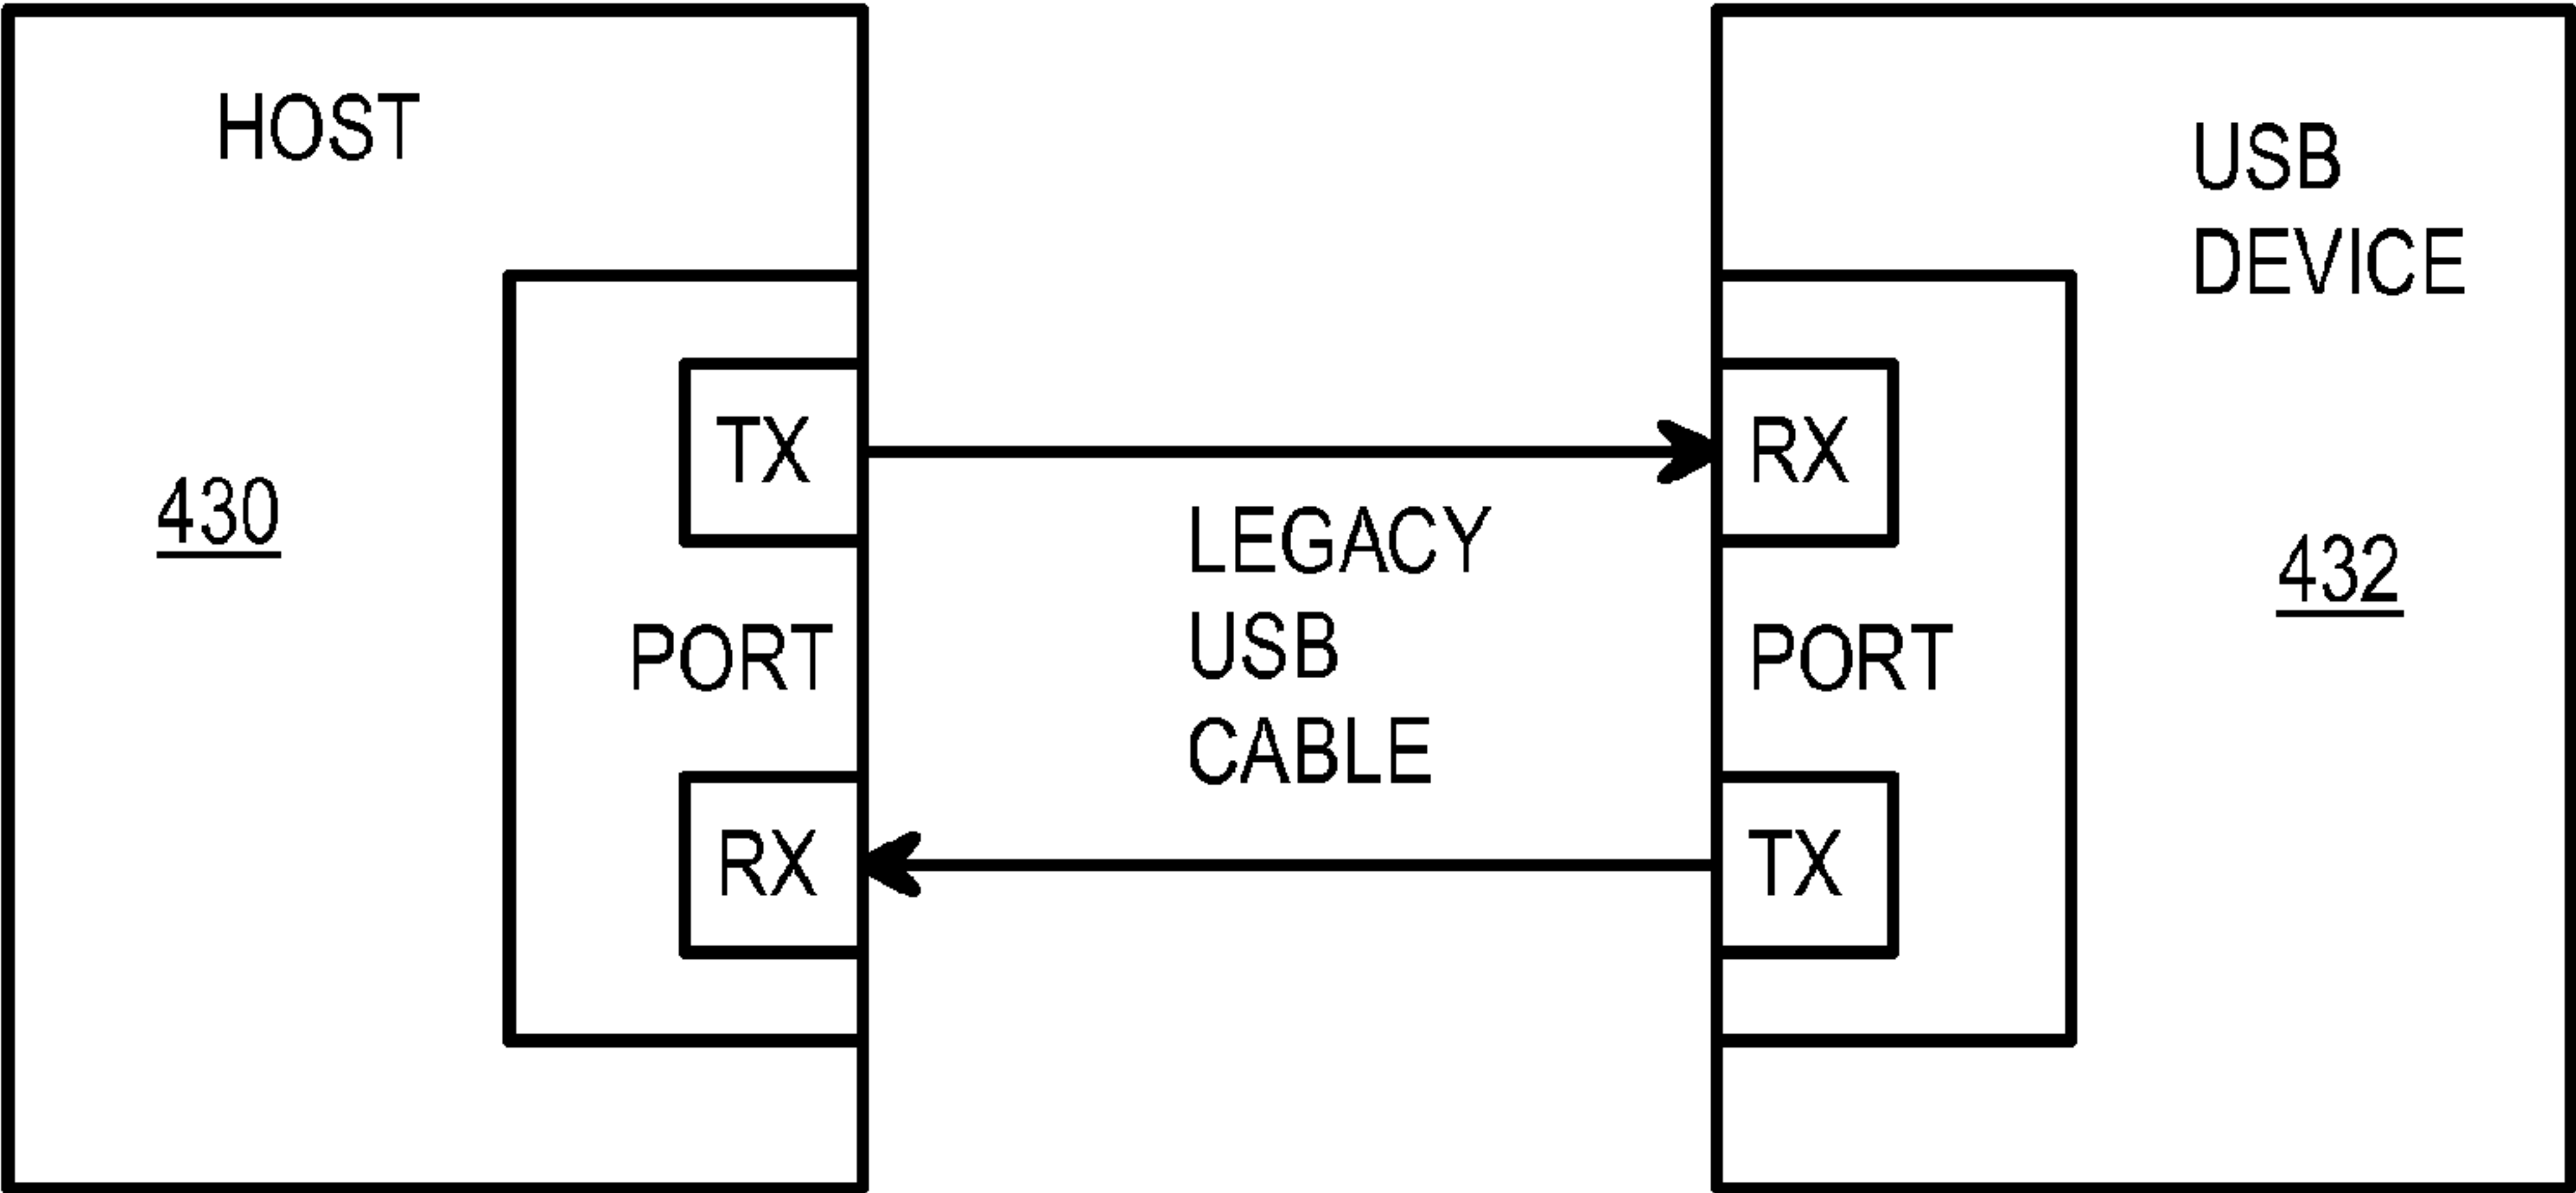 HOST
430
PORT
TX
RX
LEGACY
USB
CABLE
USB
DEVICE
432
RX
PORT
TX